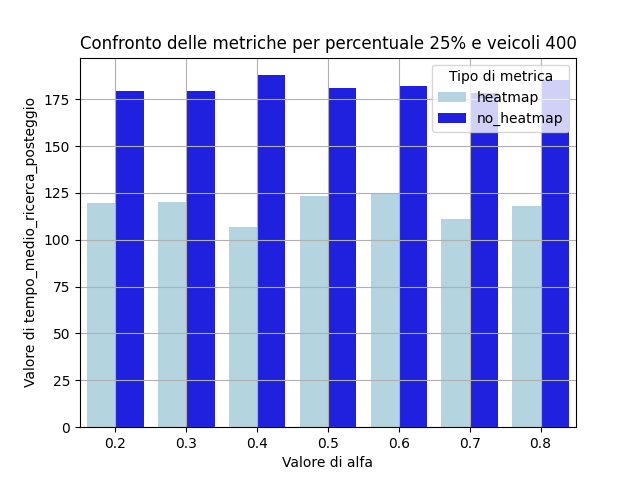 Confronto delle metriche per percentuale 25% e veicoli 400
Valore di tempo_medio_ricerca_posteggio
175
150
125
100
75
50
25
0
Tipo di metrica
heatmap
no_heatmap
0.2 0.3 0.4 0.5 0.6 0.7 0.8
Valore di alfa